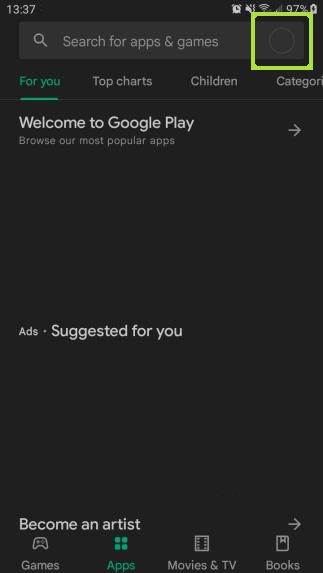 13:37
97%
Search for apps & games
For you
Top charts
Children
Categori
Welcome to Google Play
Browse our most popular apps
Ads • Suggested for you
Become an artist
Games
Apps
Movies & TV
Books